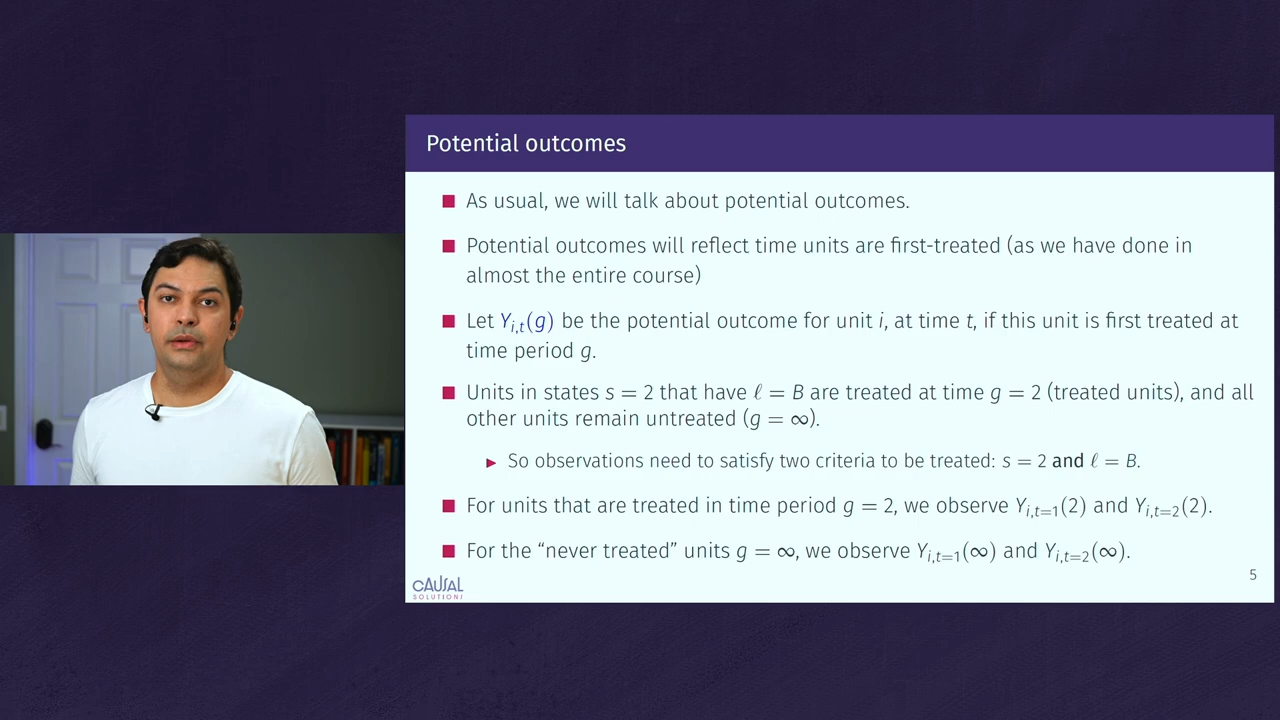 Potential outcomes
As usual, we will talk about potential outcomes.
Potential outcomes will reflect time units are first-treated (as we have done in
almost the entire course)
Let Y_{i,t}(g) be the potential outcome for unit i, at time t, if this unit is first treated at
time period g.
Units in states s = 2 that have ℓ = B are treated at time g = 2 (treated units), and all
other units remain untreated (g = ∞).
So observations need to satisfy two criteria to be treated: s = 2 and ℓ = B.
For units that are treated in time period g = 2, we observe Y_{i,t=1}(2) and Y_{i,t=2}(2).
For the “never treated” units g = ∞, we observe Y_{i,t=1}(∞) and Y_{i,t=2}(∞).
5
CAUSAL
SOLUTIONS